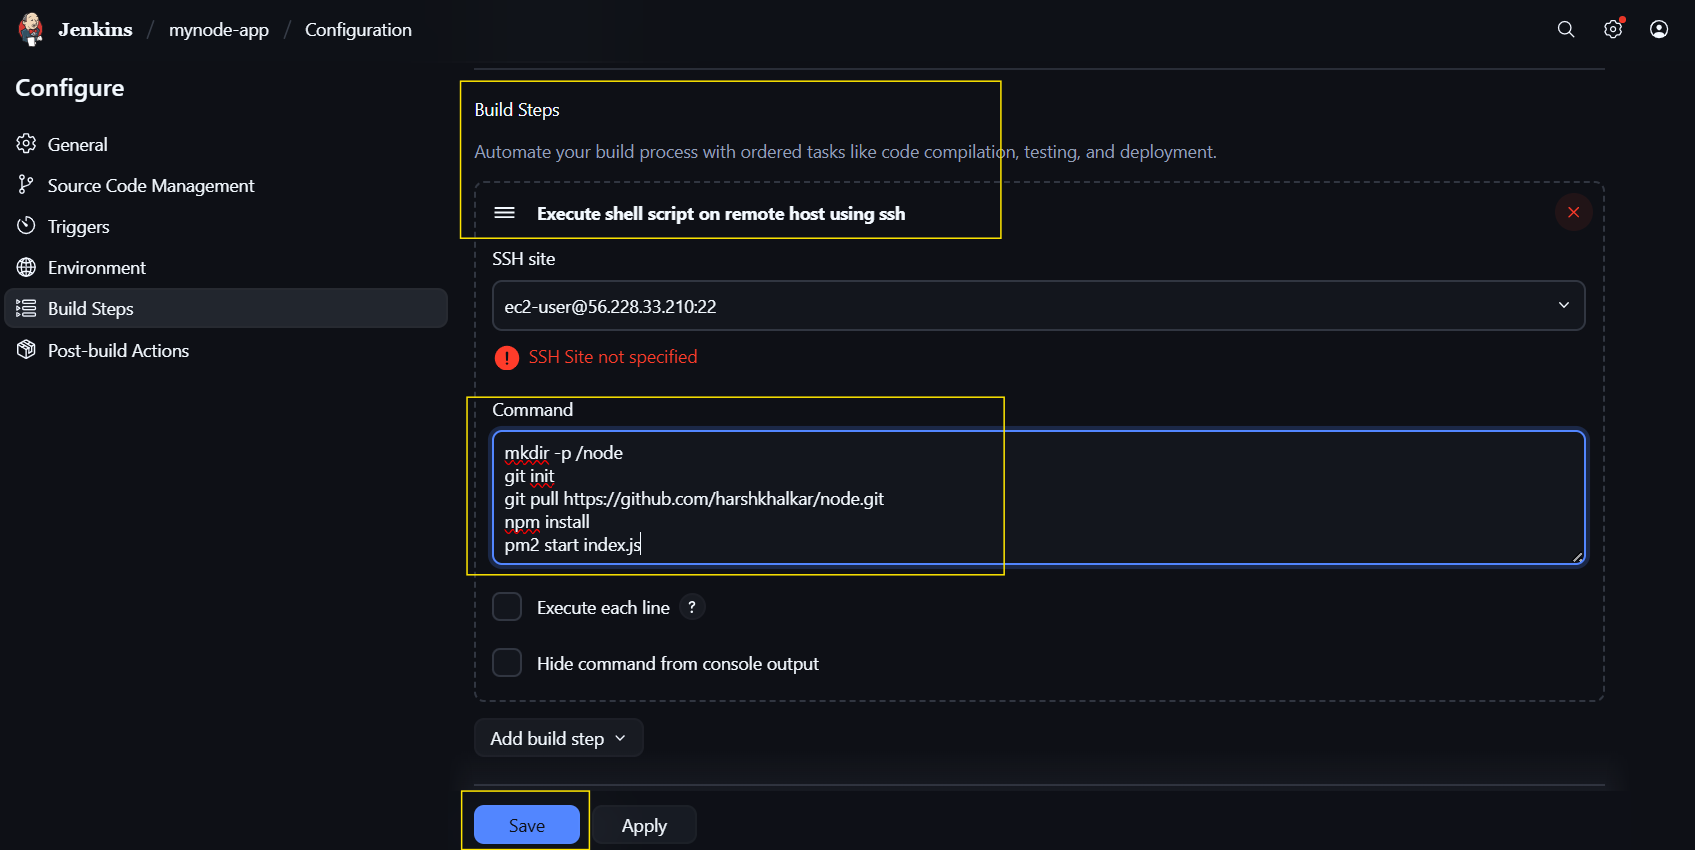 Jenkins / mynode-app / Configuration
Configure
General
Source Code Management
Triggers
Environment
Build Steps
Post-build Actions
Build Steps
Automate your build process with ordered tasks like code compilation, testing, and deployment.
Execute shell script on remote host using ssh
SSH site
ec2-user@56.228.33.210:22
SSH Site not specified
Command
mkdir -p /node
git init
git pull https://github.com/harshkhalkar/node.git
npm install
pm2 start index.js
Execute each line ?
Hide command from console output
Add build step
Save
Apply